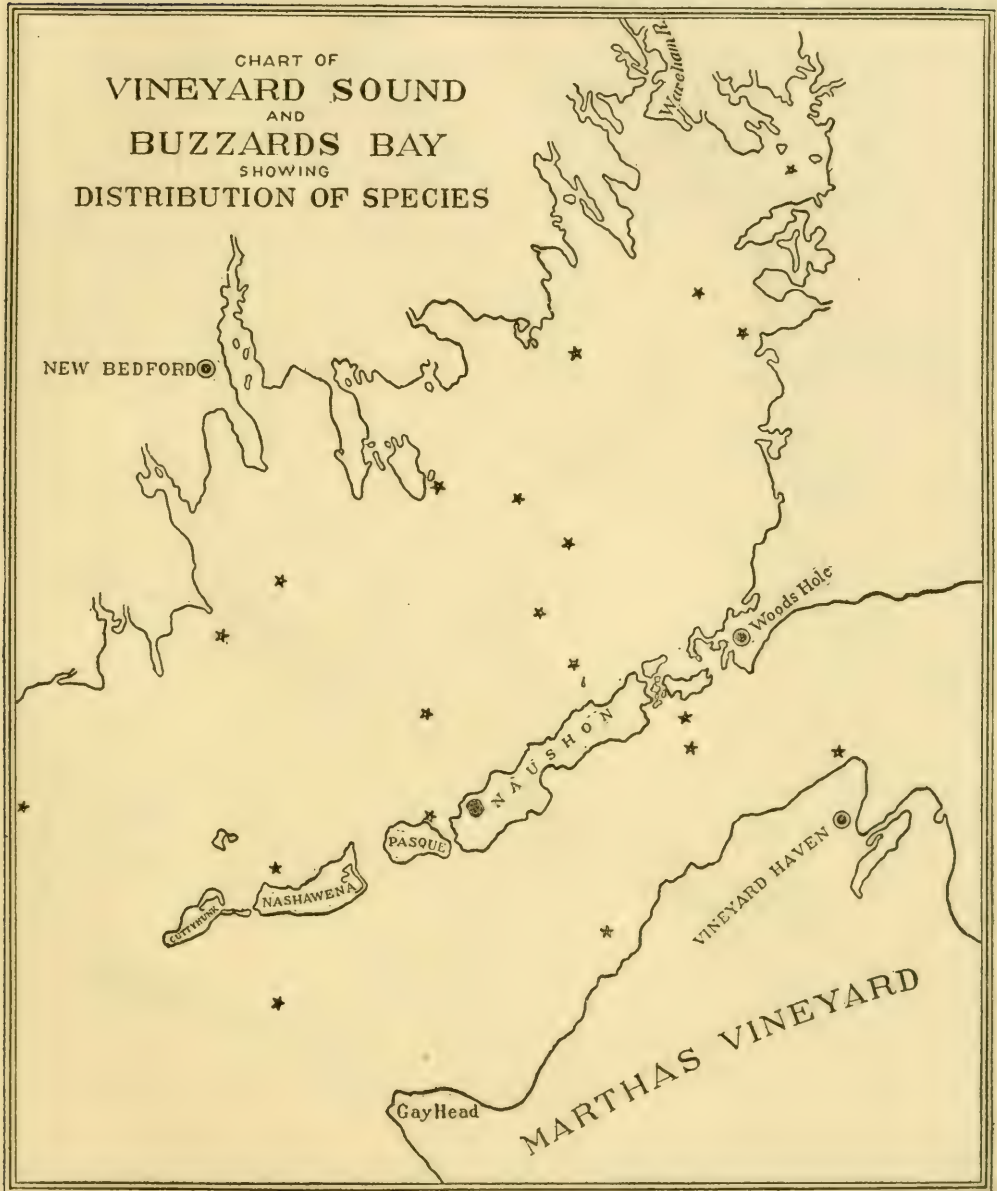 CHART OF
VINEYARD SOUND
AND
BUZZARDS BAY
SHOWING
DISTRIBUTION OF SPECIES
Wareham R.
NEW BEDFORD
Woods Hole
NAUSHON
PASQUE
NASHAWENA
CUTTYHUNK
VINEYARD HAVEN
MARTHAS VINEYARD
Gay Head